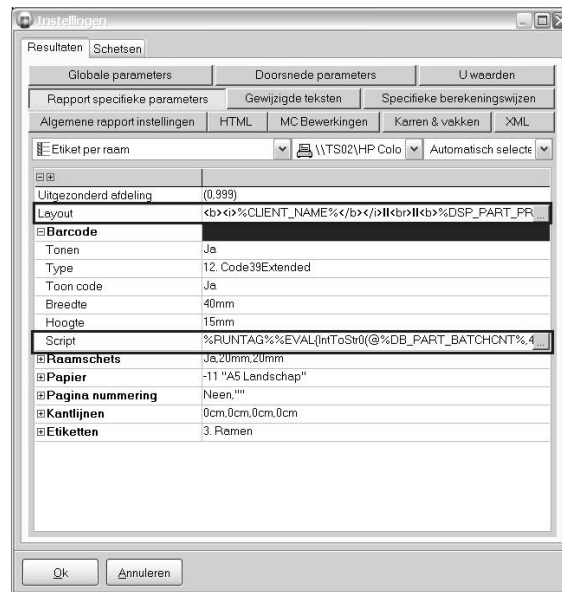 Instellingen
Resultaten Schetsen
Globale parameters Doorsnede parameters U waarden
Rapport specifieke parameters Gewijzigde teksten Specifieke berekeningswijzen
Algemene rapport instellingen HTML MC Bewerkingen Karren & vakken XML
Etiket per raam \\TS02\HP Colo Automatisch selecte
Uitgezonderd afdeling (0,999)
Layout <b><i>%CLIENT_NAME%</b></i>||<br>||<b>%DSP_PART_PR ...
Barcode
Tonen Ja
Type 12. Code39Extended
Toon code Ja
Breedte 40mm
Hoogte 15mm
Script %RUNTAG%%EVAL{IntToStr0(@%DB_PART_BATCHCNT%,4 ...
Raamschets Ja,20mm,20mm
Papier -11 "A5 Landschap"
Pagina nummering Neen,""
Kantlijnen 0cm,0cm,0cm,0cm
Etiketten 3. Ramen
Ok Annuleren